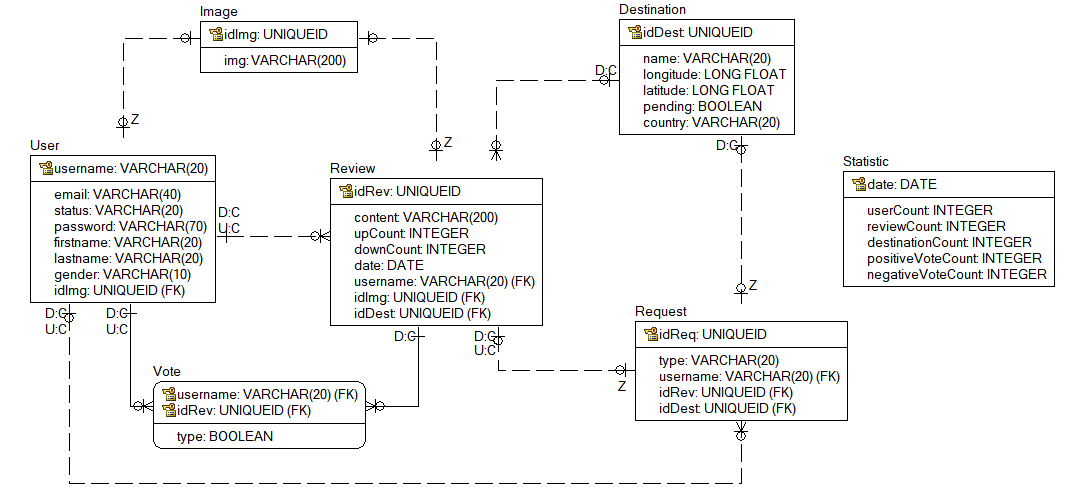 Image
idImg: UNIQUEID
img: VARCHAR(200)
Z
Z
Destination
idDest: UNIQUEID
name: VARCHAR(20)
longitude: LONG FLOAT
latitude: LONG FLOAT
pending: BOOLEAN
country: VARCHAR(20)
D:C
D:C
User
username: VARCHAR(20)
email: VARCHAR(40)
status: VARCHAR(20)
password: VARCHAR(70)
firstname: VARCHAR(20)
lastname: VARCHAR(20)
gender: VARCHAR(10)
idImg: UNIQUEID (FK)
D:C
U:C
D:C
U:C
D:C
U:C
Review
idRev: UNIQUEID
content: VARCHAR(200)
upCount: INTEGER
downCount: INTEGER
date: DATE
username: VARCHAR(20) (FK)
idImg: UNIQUEID (FK)
idDest: UNIQUEID (FK)
D:C
D:C
U:C
Statistic
date: DATE
userCount: INTEGER
reviewCount: INTEGER
destinationCount: INTEGER
positiveVoteCount: INTEGER
negativeVoteCount: INTEGER
Z
Z
Request
idReq: UNIQUEID
type: VARCHAR(20)
username: VARCHAR(20) (FK)
idRev: UNIQUEID (FK)
idDest: UNIQUEID (FK)
Vote
username: VARCHAR(20) (FK)
idRev: UNIQUEID (FK)
type: BOOLEAN